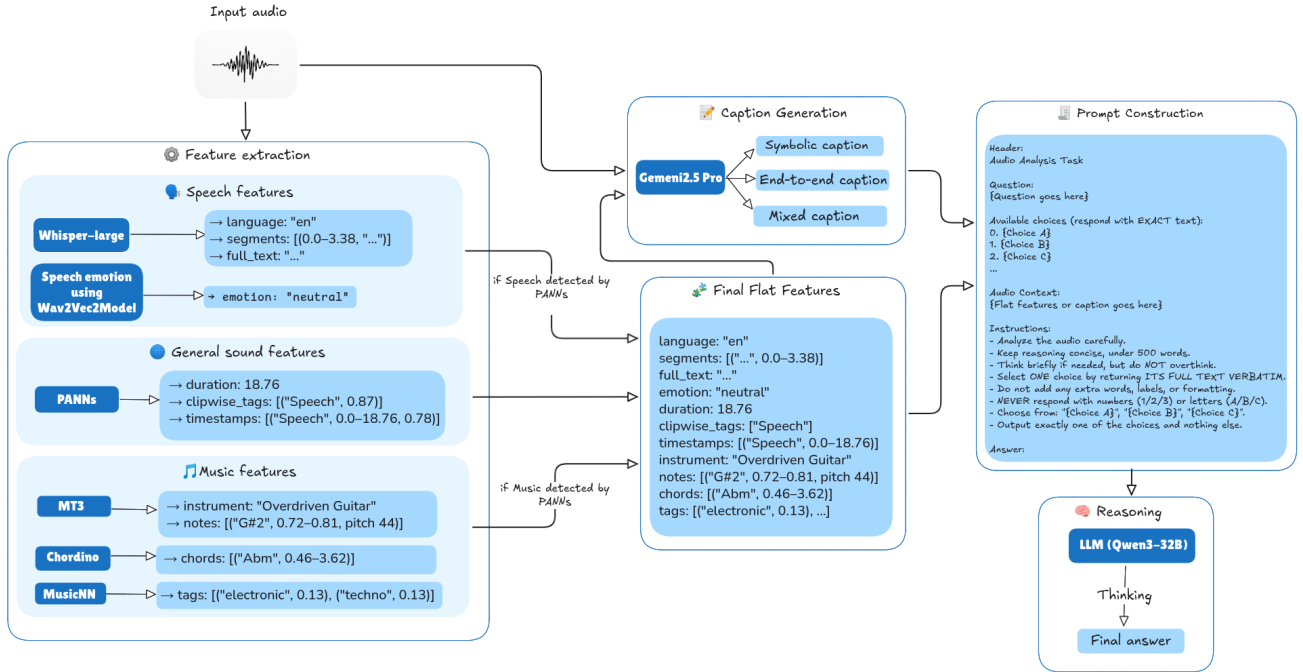 Input audio
Feature extraction
Speech features
Whisper-large
→ language: "en"
→ segments: [(0.0–3.38, "...")]
→ full_text: "..."
Speech emotion
using
Wav2Vec2Model
→ emotion: "neutral"
General sound features
PANNs
→ duration: 18.76
→ clipwise_tags: ["Speech", 0.87)]
→ timestamps: [("Speech", 0.0–18.76, 0.78)]
Music features
MT3
→ instrument: "Overdriven Guitar"
→ notes: [("G#2", 0.72–0.81, pitch 44)]
Chordino
→ chords: [("Abm", 0.46–3.62)]
MusicNN
→ tags: [("electronic", 0.13), ("techno", 0.13)]
if Speech detected by
PANNs
if Music detected by
PANNs
Caption Generation
Gemeni2.5 Pro
Symbolic caption
End-to-end caption
Mixed caption
Final Flat Features
language: "en"
segments: [("...", 0.0–3.38)]
full_text: "..."
emotion: "neutral"
duration: 18.76
clipwise_tags: ["Speech"]
timestamps: [("Speech", 0.0–18.76)]
instrument: "Overdriven Guitar"
notes: [("G#2", 0.72–0.81, pitch 44)]
chords: [("Abm", 0.46–3.62)]
tags: [("electronic", 0.13), ...]
Prompt Construction
Header:
Audio Analysis Task
Question:
{Question goes here}
Available choices (respond with EXACT text):
0. {Choice A}
1. {Choice B}
2. {Choice C}
...
Audio Context:
{Flat features or caption goes here}
Instructions:
- Analyze the audio carefully.
- Keep reasoning concise, under 500 words.
- Think briefly if needed, but do NOT overthink.
- Select ONE choice by returning ITS FULL TEXT VERBATIM.
- Do not add any extra words, labels, or formatting.
- NEVER respond with numbers (1/2/3) or letters (A/B/C).
- Choose from: "{Choice A}", "{Choice B}", "{Choice C}".
- Output exactly one of the choices and nothing else.
Answer:
Reasoning
LLM (Qwen3-32B)
Thinking
Final answer